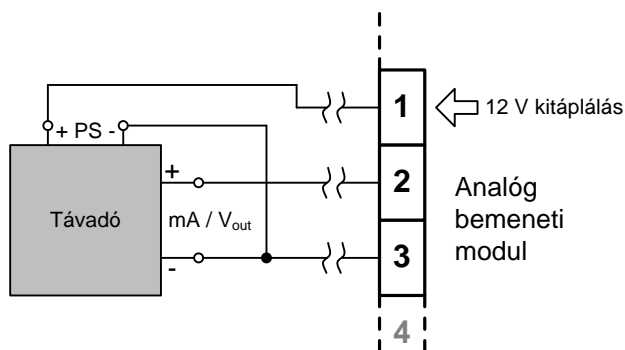 1
12 V kitáplálás
+ PS -
+
2
Távadó
mA / Vout
Analóg
bemeneti
modul
-
3
4